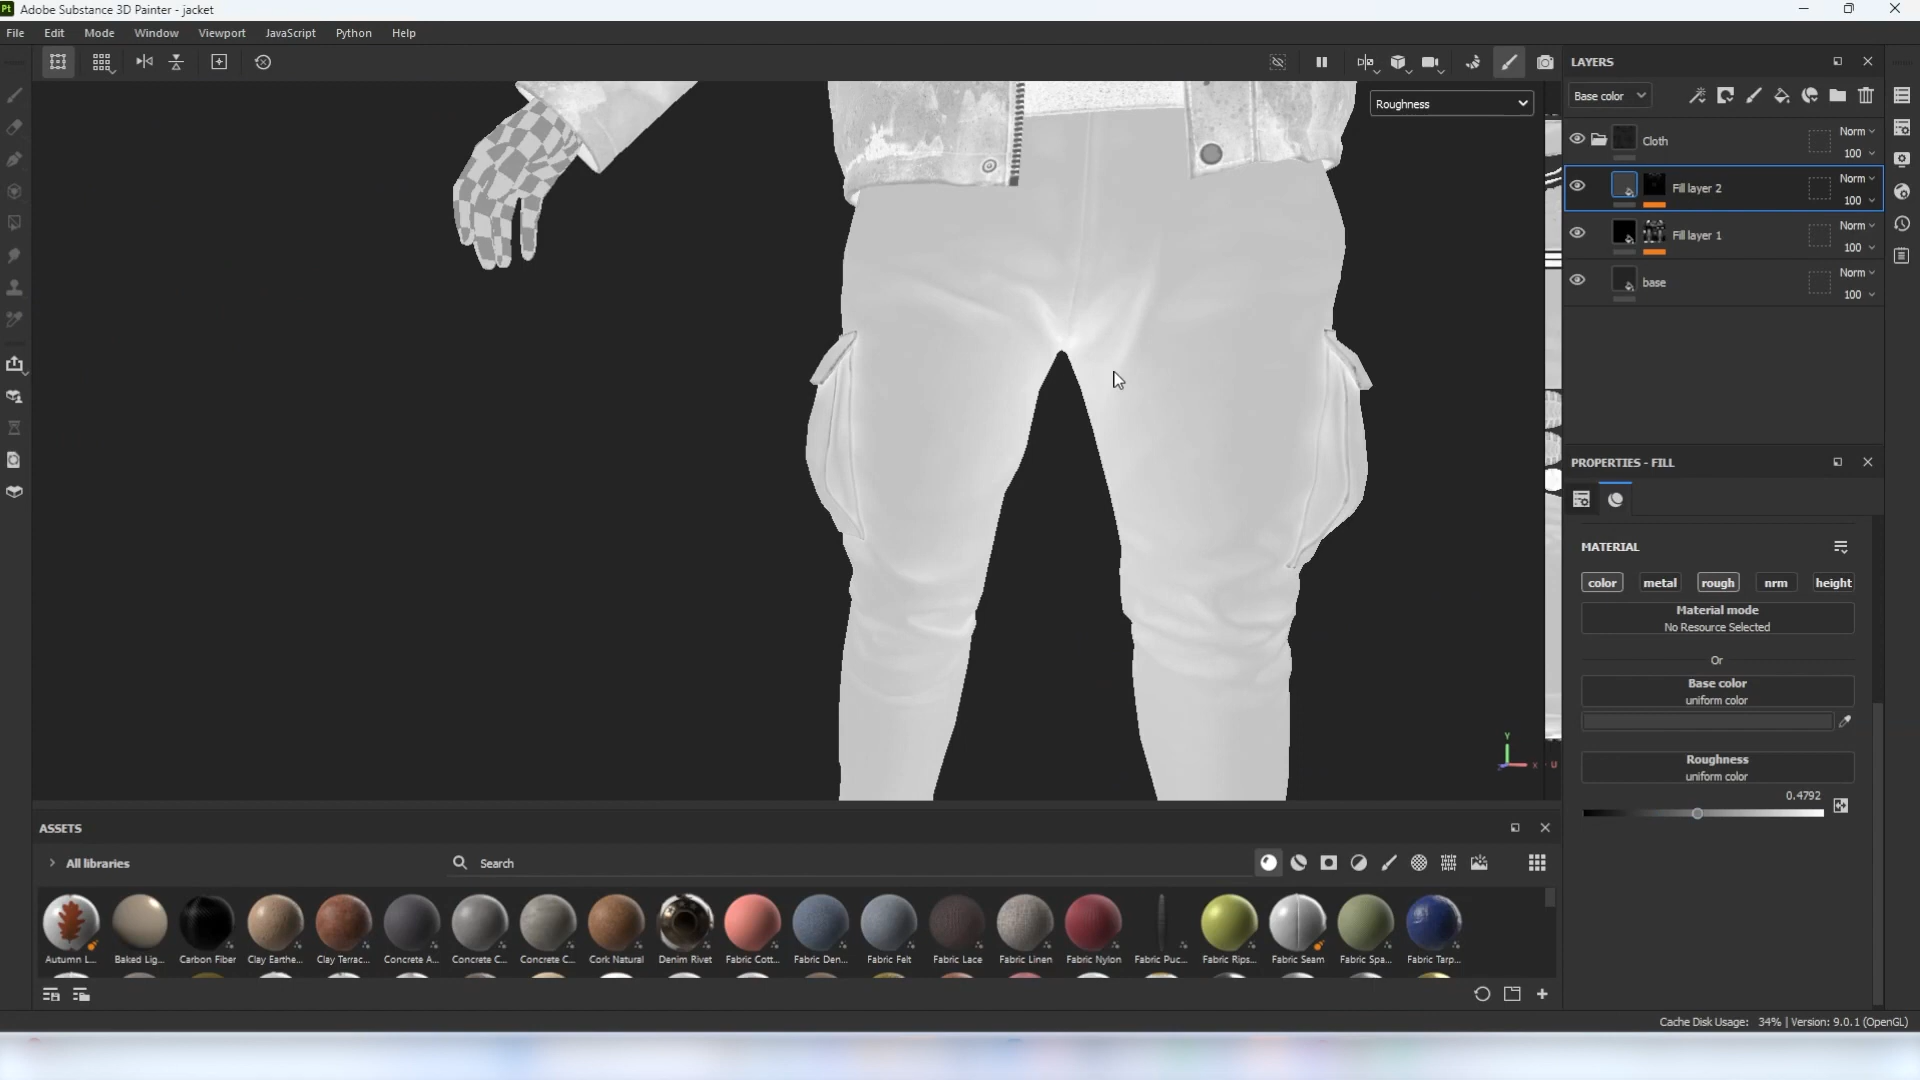 Pt Adobe Substance 3D Painter - jacket
File Edit Mode Window Viewport JavaScript Python Help
Roughness
LAYERS
Base color
Cloth Norm 100
Fill layer 2 Norm 100
Fill layer 1 Norm 100
base Norm 100
PROPERTIES - FILL
MATERIAL
color metal rough nrm height
Material mode
No Resource Selected
Or
Base color
uniform color
Roughness
uniform color
0.4792
Y
X U
ASSETS
All libraries Search
Autumn L... Baked Lig... Carbon Fiber Clay Earthe... Clay Terrac... Concrete A... Concrete C... Concrete C... Cork Natural Denim Rivet Fabric Cott... Fabric Den... Fabric Felt Fabric Lace Fabric Linen Fabric Nylon Fabric Puc... Fabric Rips... Fabric Seam Fabric Spa... Fabric Tarp...
Cache Disk Usage: 34% | Version: 9.0.1 (OpenGL)